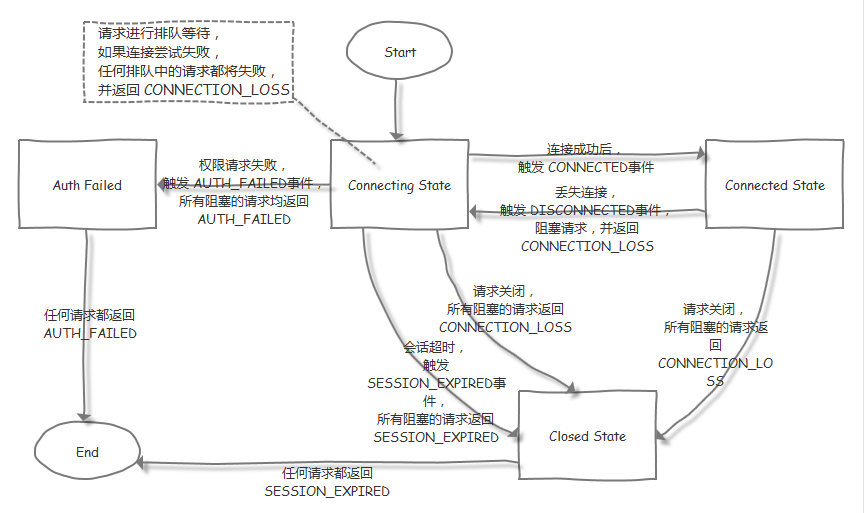 请求进行排队等待，
如果连接尝试失败，
任何排队中的请求都将失败，
并返回 CONNECTION_LOSS
Start
Auth Failed
权限请求失败，
触发 AUTH_FAILED事件，
所有阻塞的请求均返回
AUTH_FAILED
Connecting State
连接成功后，
触发 CONNECTED事件
丢失连接，
触发 DISCONNECTED事件，
阻塞请求，并返回
CONNECTION_LOSS
Connected State
任何请求都返回
AUTH_FAILED
请求关闭，
所有阻塞的请求返回
CONNECTION_LOSS
会话超时，
触发
SESSION_EXPIRED事
件，
所有阻塞的请求返回
SESSION_EXPIRED
请求关闭，
所有阻塞的请求返
回
CONNECTION_LO
SS
Closed State
End
任何请求都返回
SESSION_EXPIRED